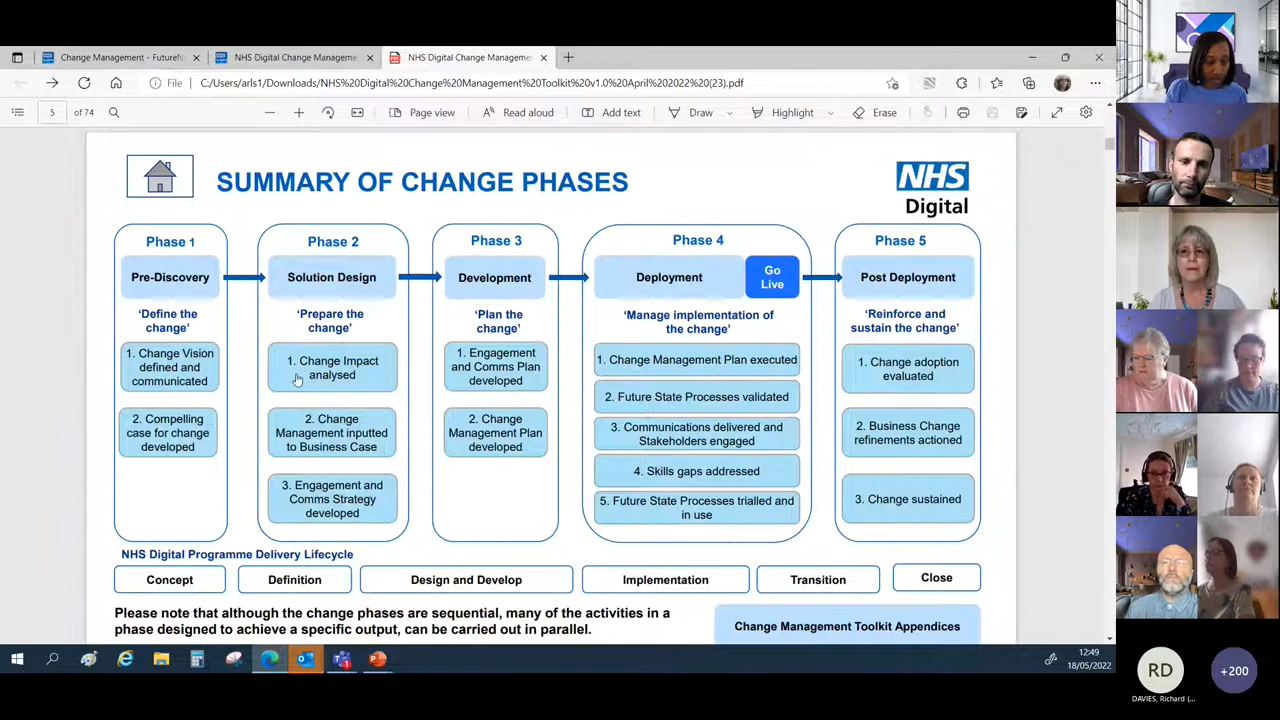 Change Management - FutureN
NHS Digital Change Manageme
NHS Digital Change Manageme
File
C:/Users/arls1/Downloads/NHS%20Digital%20Change%20Management%20Toolkit%20v1.0%20April%202022%20(23).pdf
5 of 74
Page view
Read aloud
Add text
Draw
Highlight
Erase
SUMMARY OF CHANGE PHASES
NHS
Digital
Phase 1
Pre-Discovery
‘Define the
change’
1. Change Vision
defined and
communicated
2. Compelling
case for change
developed
Phase 2
Solution Design
‘Prepare the
change’
1. Change Impact
analysed
2. Change
Management inputted
to Business Case
3. Engagement and
Comms Strategy
developed
Phase 3
Development
‘Plan the
change’
1. Engagement
and Comms Plan
developed
2. Change
Management Plan
developed
Phase 4
Deployment
Go
Live
‘Manage implementation of
the change’
1. Change Management Plan executed
2. Future State Processes validated
3. Communications delivered and
Stakeholders engaged
4. Skills gaps addressed
5. Future State Processes trialled and
in use
Phase 5
Post Deployment
‘Reinforce and
sustain the change’
1. Change adoption
evaluated
2. Business Change
refinements actioned
3. Change sustained
NHS Digital Programme Delivery Lifecycle
Concept
Definition
Design and Develop
Implementation
Transition
Close
Please note that although the change phases are sequential, many of the activities in a
phase designed to achieve a specific output, can be carried out in parallel.
Change Management Toolkit Appendices
12:49
18/05/2022
RD
+200
DAVIES, Richard (...